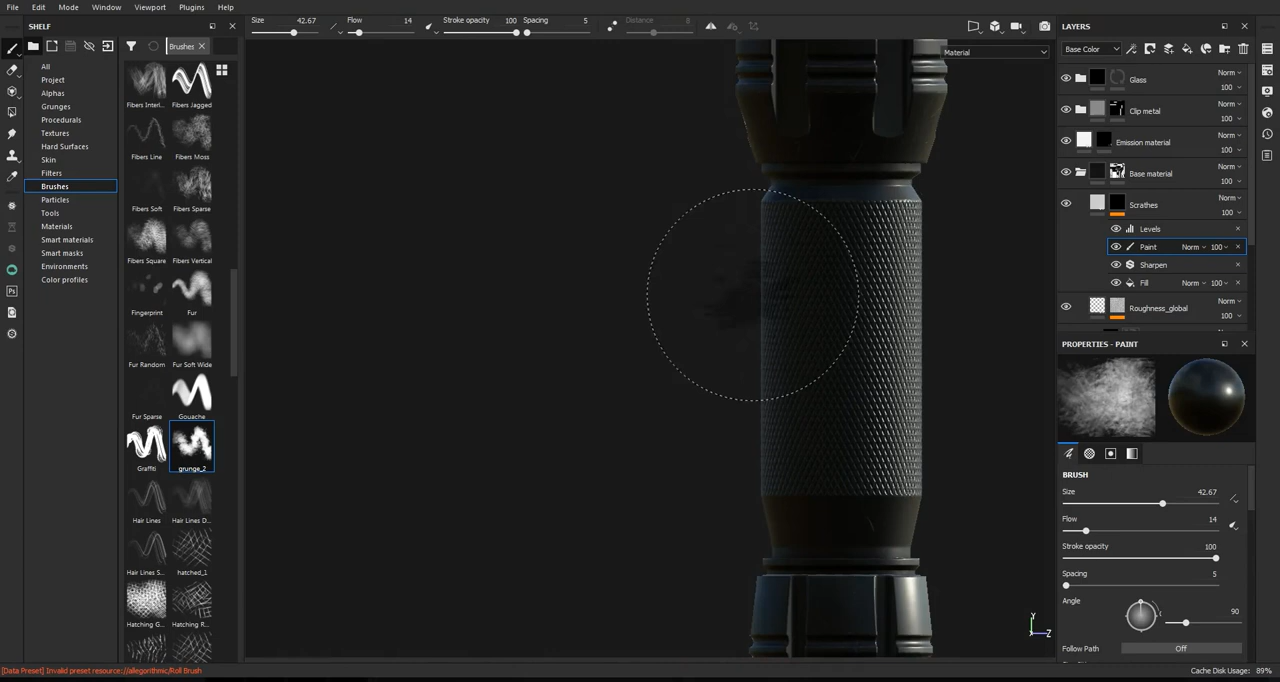 File Edit Mode Window Viewport Plugins Help
SHELF
Size 42.67 Flow 14 Stroke opacity 100 Spacing 5 Distance 8
LAYERS
Brushes
Base Color
Material
All
Project
Alphas
Grunges
Procedurals
Textures
Hard Surfaces
Skin
Filters
Brushes
Particles
Tools
Materials
Smart materials
Smart masks
Environments
Color profiles
Fibers Interl... Fibers Jagged
Fibers Line Fibers Moss
Fibers Soft Fibers Sparse
Fibers Square Fibers Vertical
Fingerprint Fur
Fur Random Fur Soft Wide
Fur Sparse Gouache
Graffiti grunge_2
Hair Lines Hair Lines D...
Hair Lines S... hatched_1
Hatching G... Hatching R...
Glass Norm 100
Clip metal Norm 100
Emission material Norm 100
Base material Norm 100
Scrathes Norm 100
Levels
Paint Norm 100
Sharpen
Fill Norm 100
Roughness_global Norm 100
PROPERTIES - PAINT
BRUSH
Size 42.67
Flow 14
Stroke opacity 100
Spacing 5
Angle 90
Follow Path Off
Y
Z
Ps
[Data Preset] Invalid preset resource://allegorithmic/Roll Brush
Cache Disk Usage: 89%